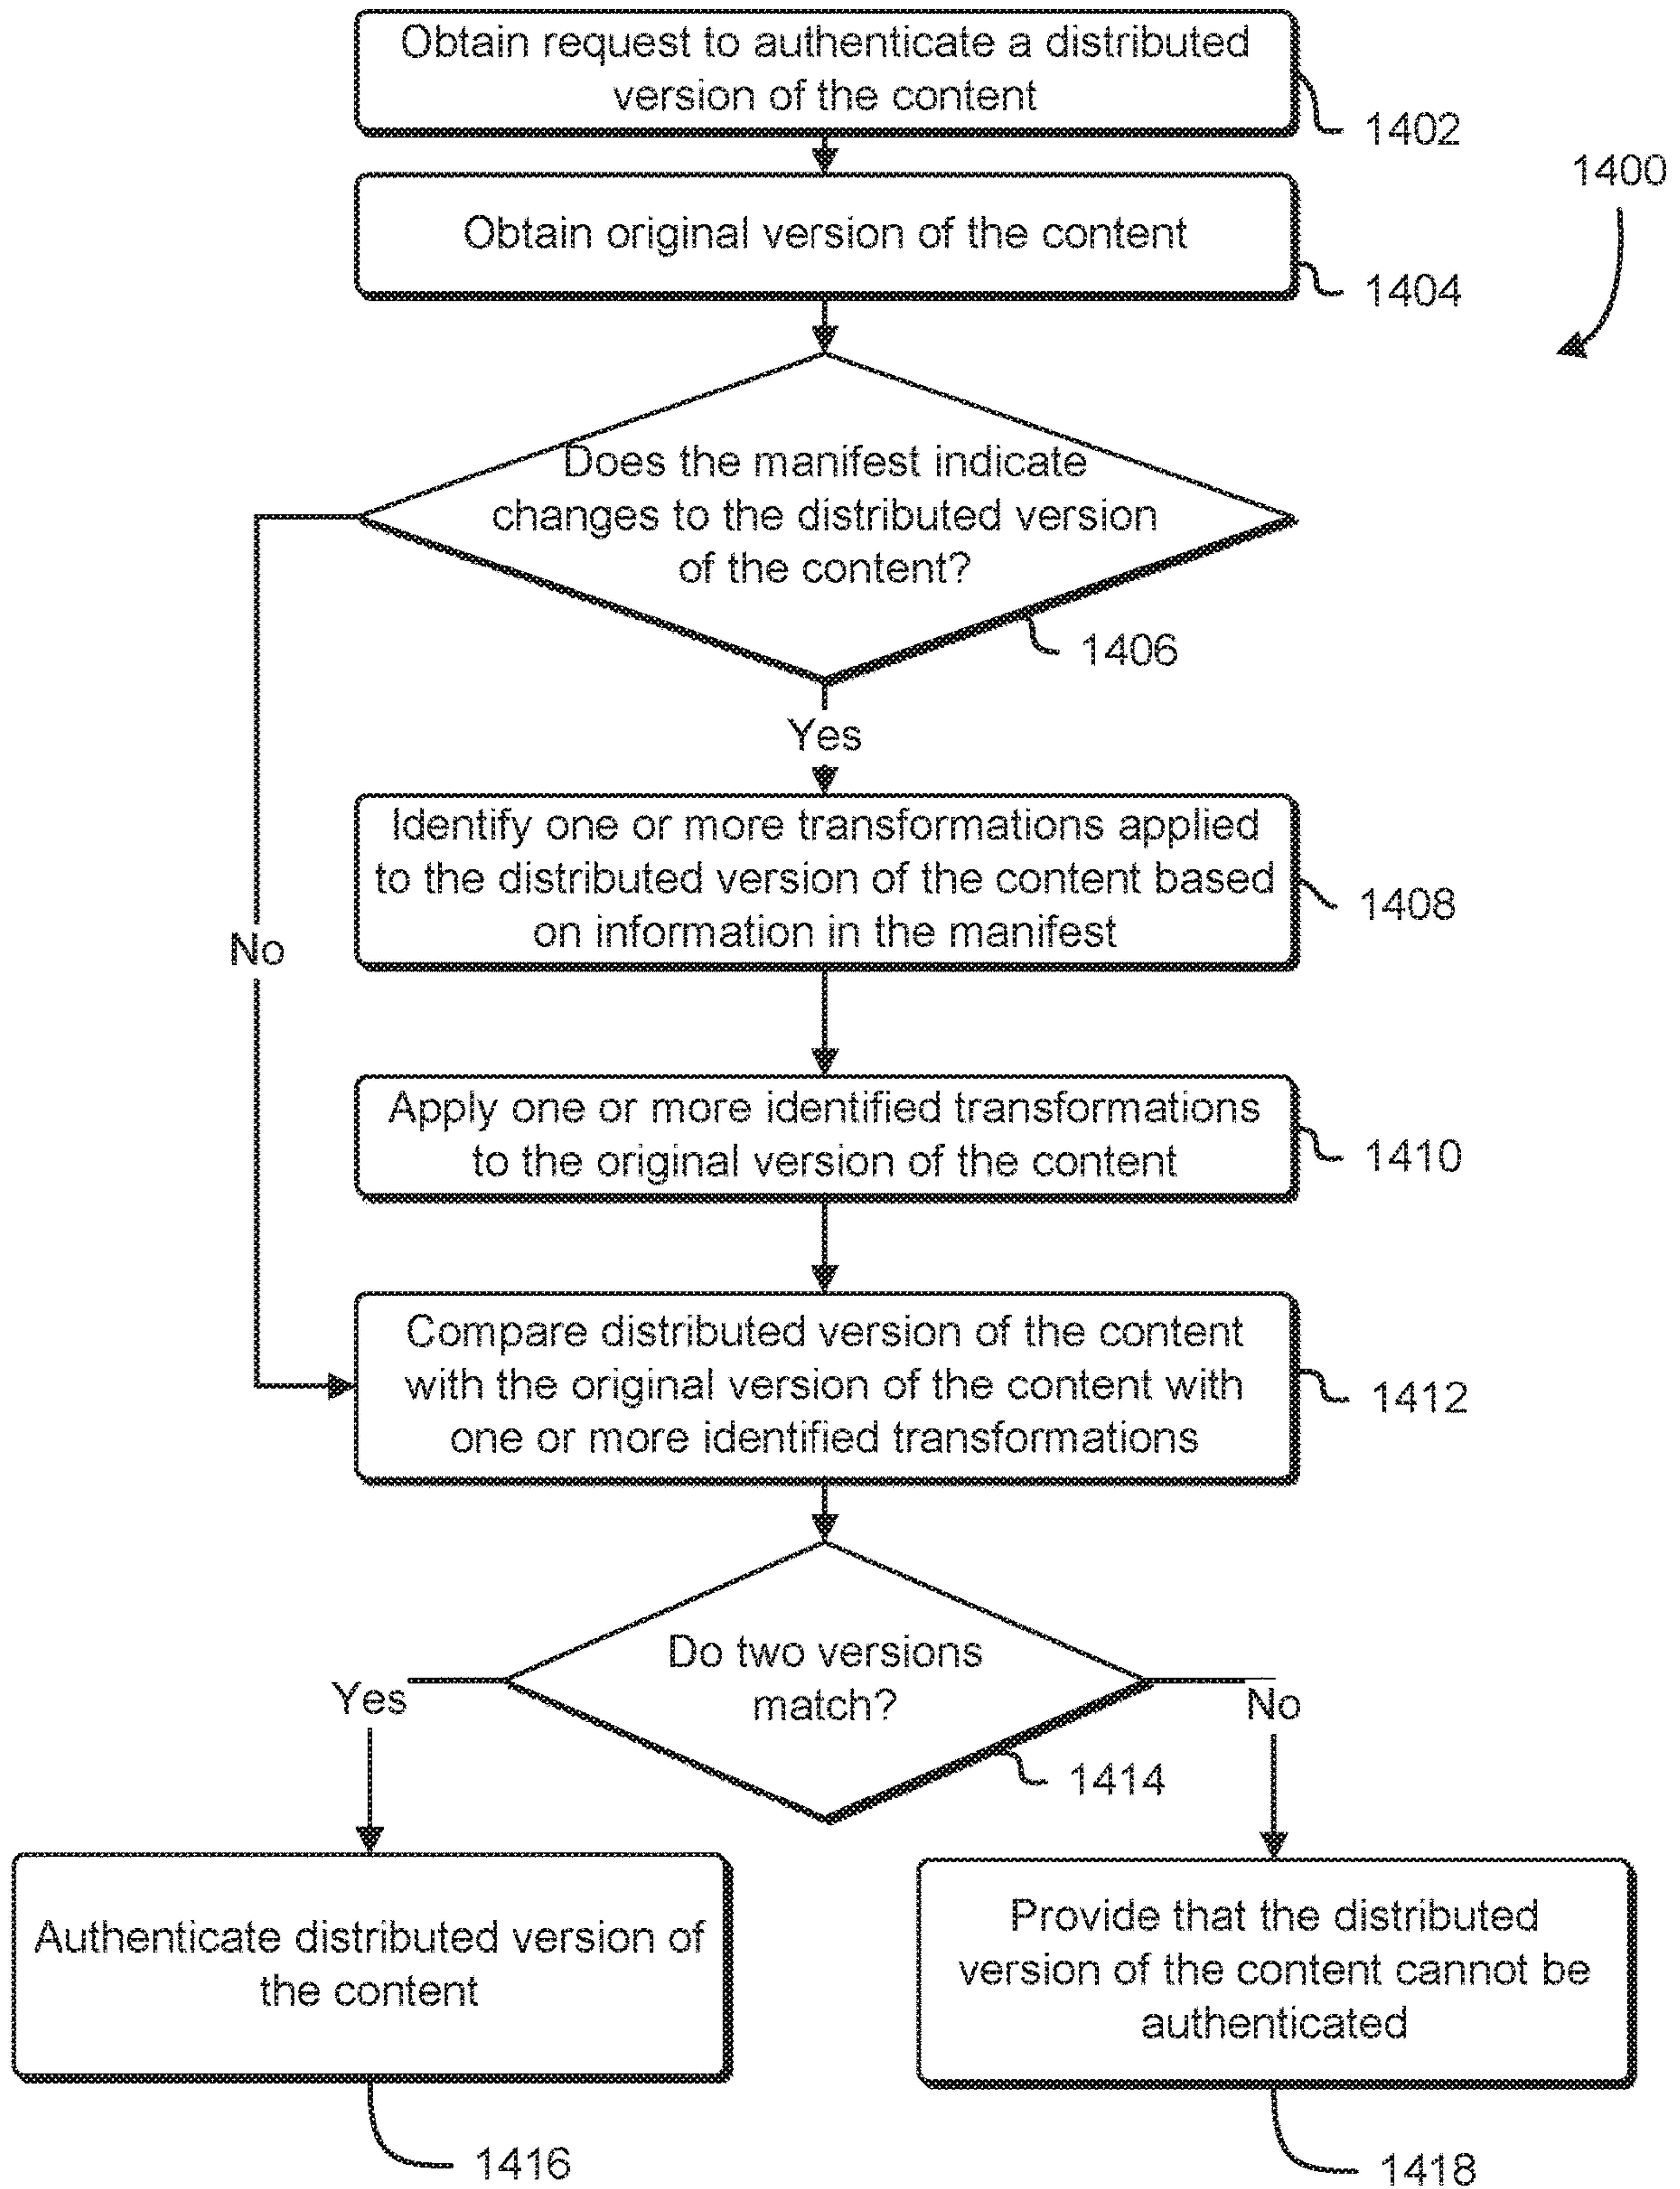 Obtain request to authenticate a distributed
version of the content
1402
1400
Obtain original version of the content
1404
Does the manifest indicate
changes to the distributed version
of the content?
1406
Yes
Identify one or more transformations applied
to the distributed version of the content based
on information in the manifest
1408
No
Apply one or more identified transformations
to the original version of the content
1410
Compare distributed version of the content
with the original version of the content with
one or more identified transformations
1412
Do two versions
match?
Yes
No
1414
Authenticate distributed version of
the content
Provide that the distributed
version of the content cannot be
authenticated
1416
1418